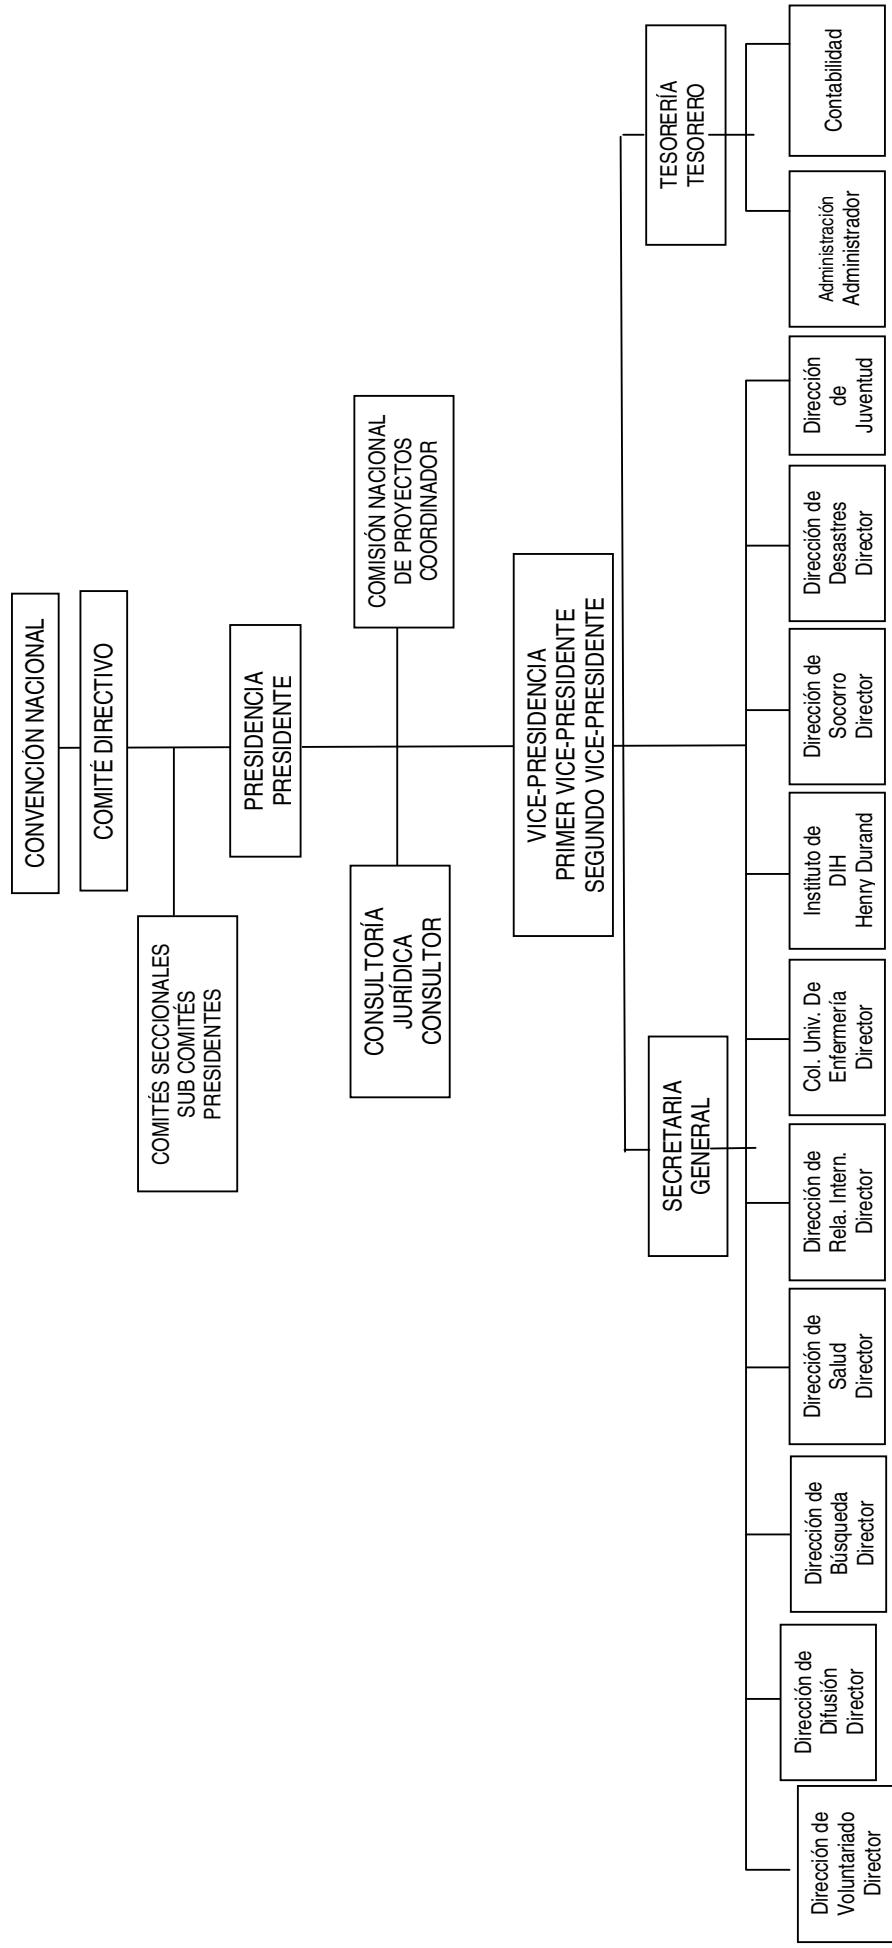 CONVENCIÓN NACIONAL
COMITÉ DIRECTIVO
COMITÉS SECCIONALES
SUB COMITÉS
PRESIDENTES
PRESIDENCIA
PRESIDENTE
CONSULTORÍA
JURÍDICA
CONSULTOR
COMISIÓN NACIONAL
DE PROYECTOS
COORDINADOR
VICE-PRESIDENCIA
PRIMER VICE-PRESIDENTE
SEGUNDO VICE-PRESIDENTE
SECRETARIA
GENERAL
TESORERÍA
TESORERO
Dirección de
Voluntariado
Director
Dirección de
Difusión
Director
Dirección de
Búsqueda
Director
Dirección de
Salud
Director
Dirección de
Rela. Intern.
Director
Col. Univ. De
Enfermería
Director
Instituto de
DIH
Henry Durand
Dirección de
Socorro
Director
Dirección de
Desastres
Director
Dirección
de
Juventud
Administración
Administrador
Contabilidad